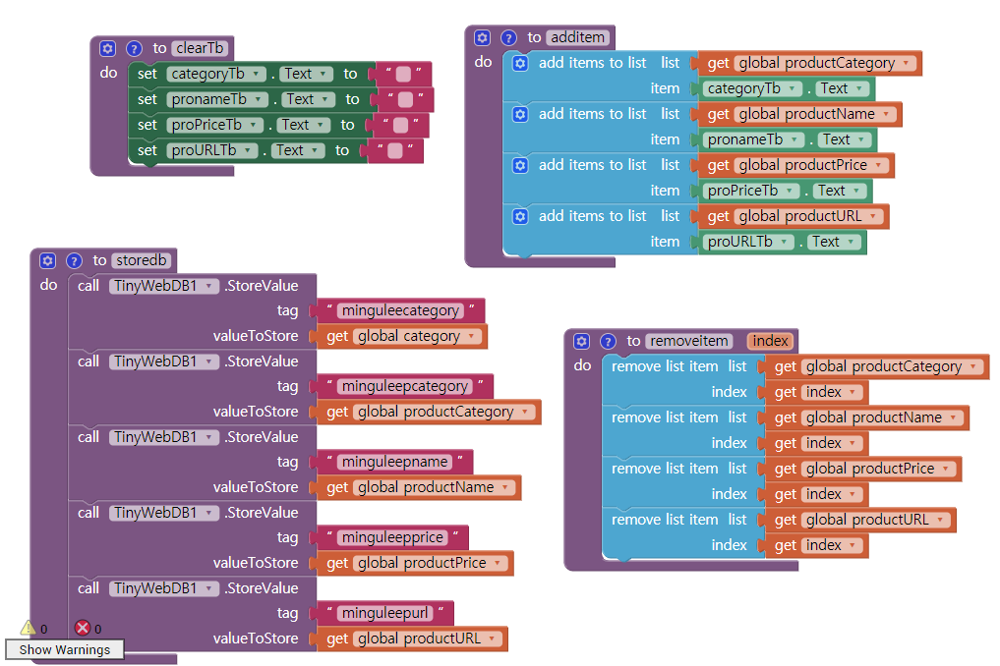 to clearTb
do set categoryTb . Text to " "
set pronameTb . Text to " "
set proPriceTb . Text to " "
set proURLTb . Text to " "
to additem
do add items to list list get global productCategory
item categoryTb . Text
add items to list list get global productName
item pronameTb . Text
add items to list list get global productPrice
item proPriceTb . Text
add items to list list get global productURL
item proURLTb . Text
to storedb
do call TinyWebDB1 .StoreValue
tag " minguleecategory "
valueToStore get global category
call TinyWebDB1 .StoreValue
tag " minguleepcategory "
valueToStore get global productCategory
call TinyWebDB1 .StoreValue
tag " minguleepname "
valueToStore get global productName
call TinyWebDB1 .StoreValue
tag " minguleepprice "
valueToStore get global productPrice
call TinyWebDB1 .StoreValue
tag " minguleepurl "
valueToStore get global productURL
to removeitem index
do remove list item list get global productCategory
index get index
remove list item list get global productName
index get index
remove list item list get global productPrice
index get index
remove list item list get global productURL
index get index
0 0
Show Warnings